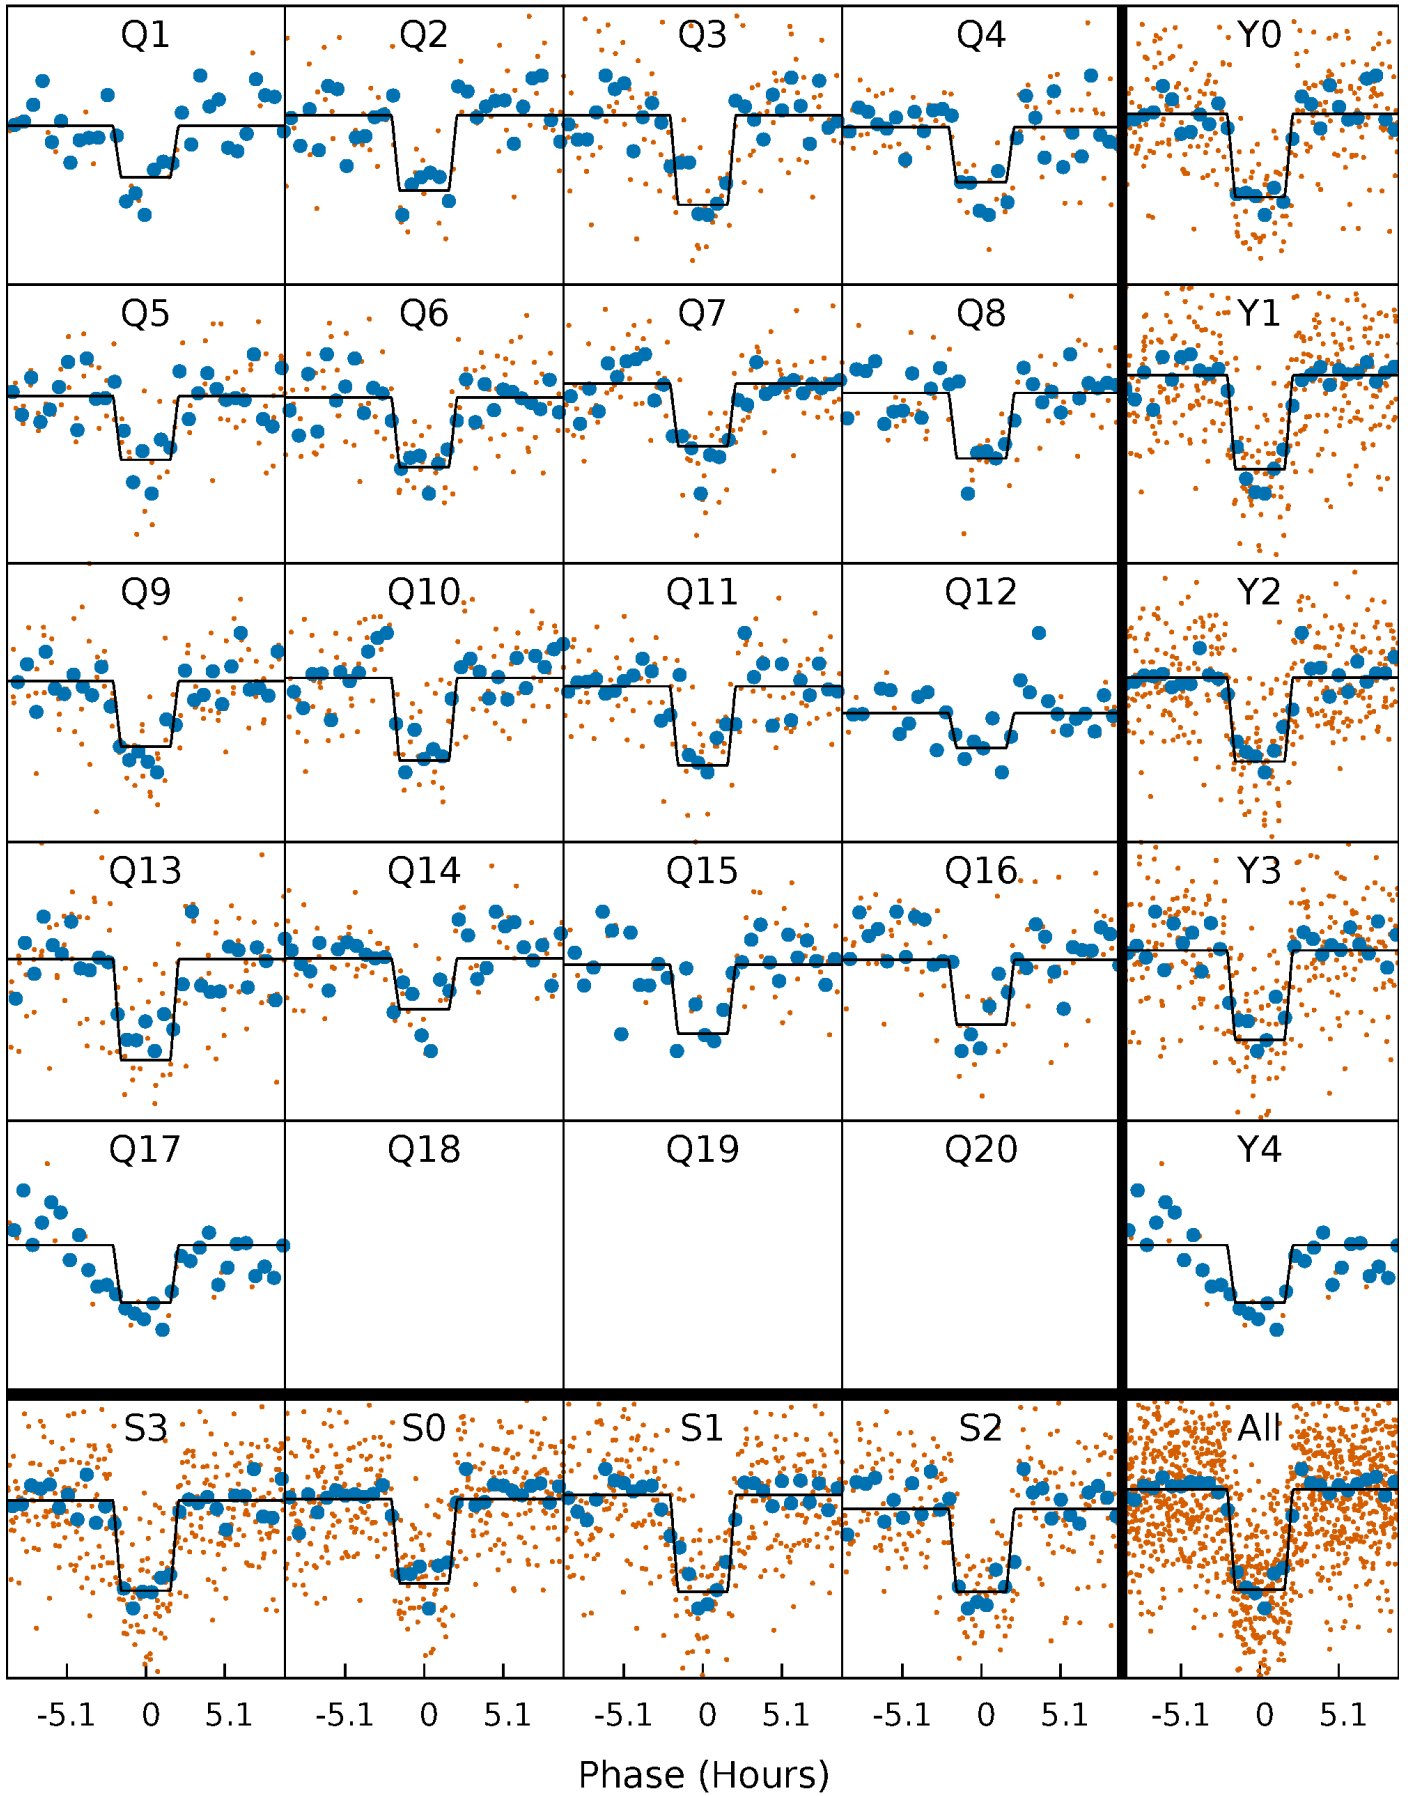 Q1 Q2 Q3 Q4 Y0
Q5 Q6 Q7 Q8 Y1
Q9 Q10 Q11 Q12 Y2
Q13 Q14 Q15 Q16 Y3
Q17 Q18 Q19 Q20 Y4
S3 S0 S1 S2 All
-5.1 0 5.1 -5.1 0 5.1 -5.1 0 5.1 -5.1 0 5.1 -5.1 0 5.1
Phase (Hours)